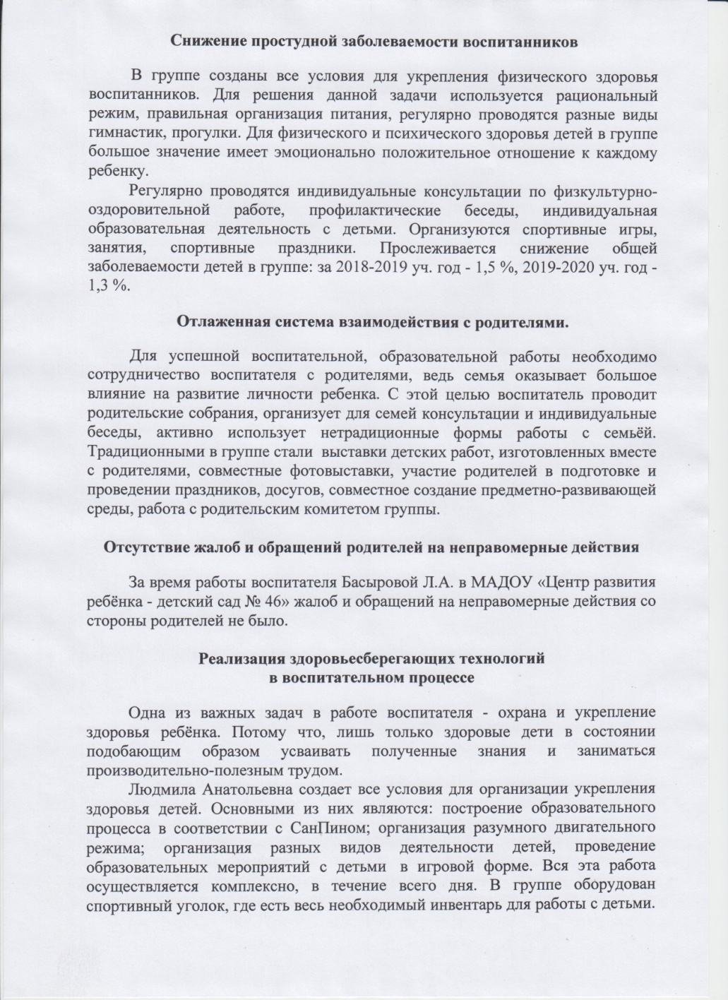 Снижение простудной заболеваемости воспитанников
В группе созданы все условия для укрепления физического здоровья
воспитанников. Для решения данной задачи используется рациональный
режим, правильная организация питания, регулярно проводятся разные виды
гимнастик, прогулки. Для физического и психического здоровья детей в группе
большое значение имеет эмоционально положительное отношение к каждому
ребенку.
Регулярно проводятся индивидуальные консультации по физкультурно-
оздоровительной работе, профилактические беседы, индивидуальная
образовательная деятельность с детьми. Организуются спортивные игры,
занятия, спортивные праздники. Прослеживается снижение общей
заболеваемости детей в группе: за 2018-2019 уч. год - 1,5 %, 2019-2020 уч. год -
1,3 %.
Отлаженная система взаимодействия с родителями.
Для успешной воспитательной, образовательной работы необходимо
сотрудничество воспитателя с родителями, ведь семья оказывает большое
влияние на развитие личности ребенка. С этой целью воспитатель проводит
родительские собрания, организует для семей консультации и индивидуальные
беседы, активно использует нетрадиционные формы работы с семьёй.
Традиционными в группе стали выставки детских работ, изготовленных вместе
с родителями, совместные фотовыставки, участие родителей в подготовке и
проведении праздников, досугов, совместное создание предметно-развивающей
среды, работа с родительским комитетом группы.
Отсутствие жалоб и обращений родителей на неправомерные действия
За время работы воспитателя Басыровой Л.А. в МАДОУ «Центр развития
ребёнка - детский сад № 46» жалоб и обращений на неправомерные действия со
стороны родителей не было.
Реализация здоровьесберегающих технологий
в воспитательном процессе
Одна из важных задач в работе воспитателя - охрана и укрепление
здоровья ребёнка. Потому что, лишь только здоровые дети в состоянии
подобающим образом усваивать полученные знания и заниматься
производительно-полезным трудом.
Людмила Анатольевна создает все условия для организации укрепления
здоровья детей. Основными из них являются: построение образовательного
процесса в соответствии с СанПином; организация разумного двигательного
режима; организация разных видов деятельности детей, проведение
образовательных мероприятий с детьми в игровой форме. Вся эта работа
осуществляется комплексно, в течение всего дня. В группе оборудован
спортивный уголок, где есть весь необходимый инвентарь для работы с детьми.